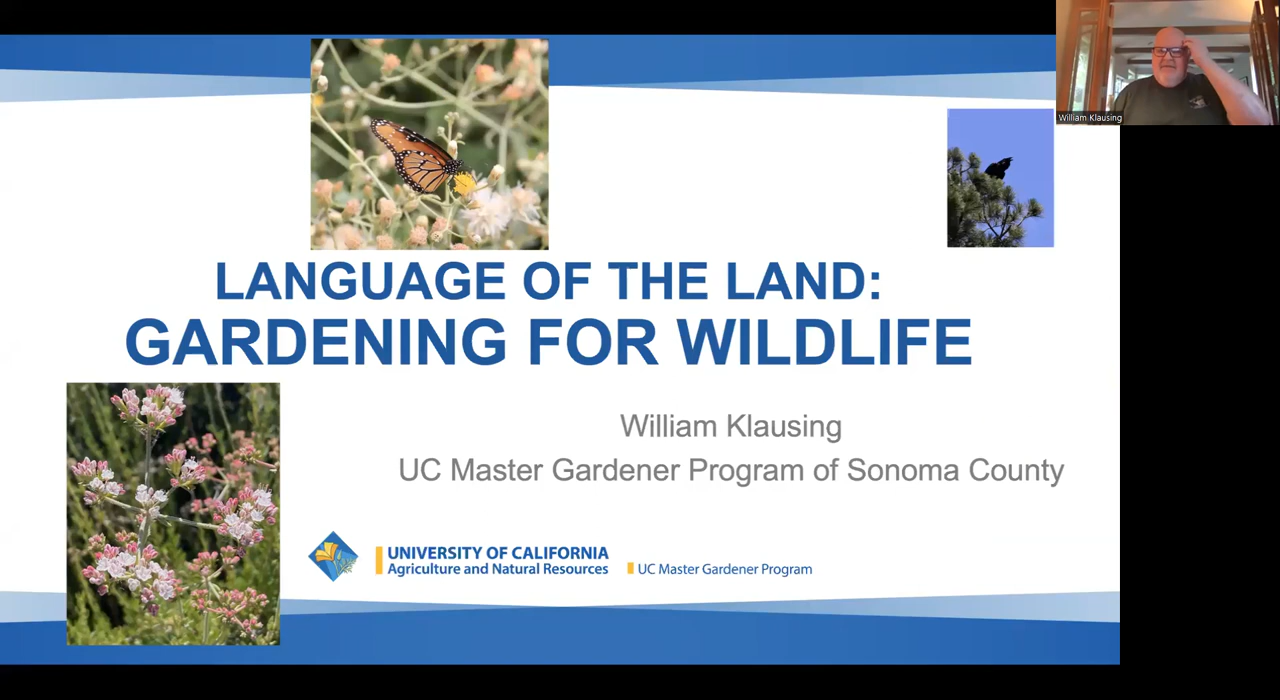 William Klausing
LANGUAGE OF THE LAND:
GARDENING FOR WILDLIFE
William Klausing
UC Master Gardener Program of Sonoma County
UNIVERSITY OF CALIFORNIA
Agriculture and Natural Resources
UC Master Gardener Program